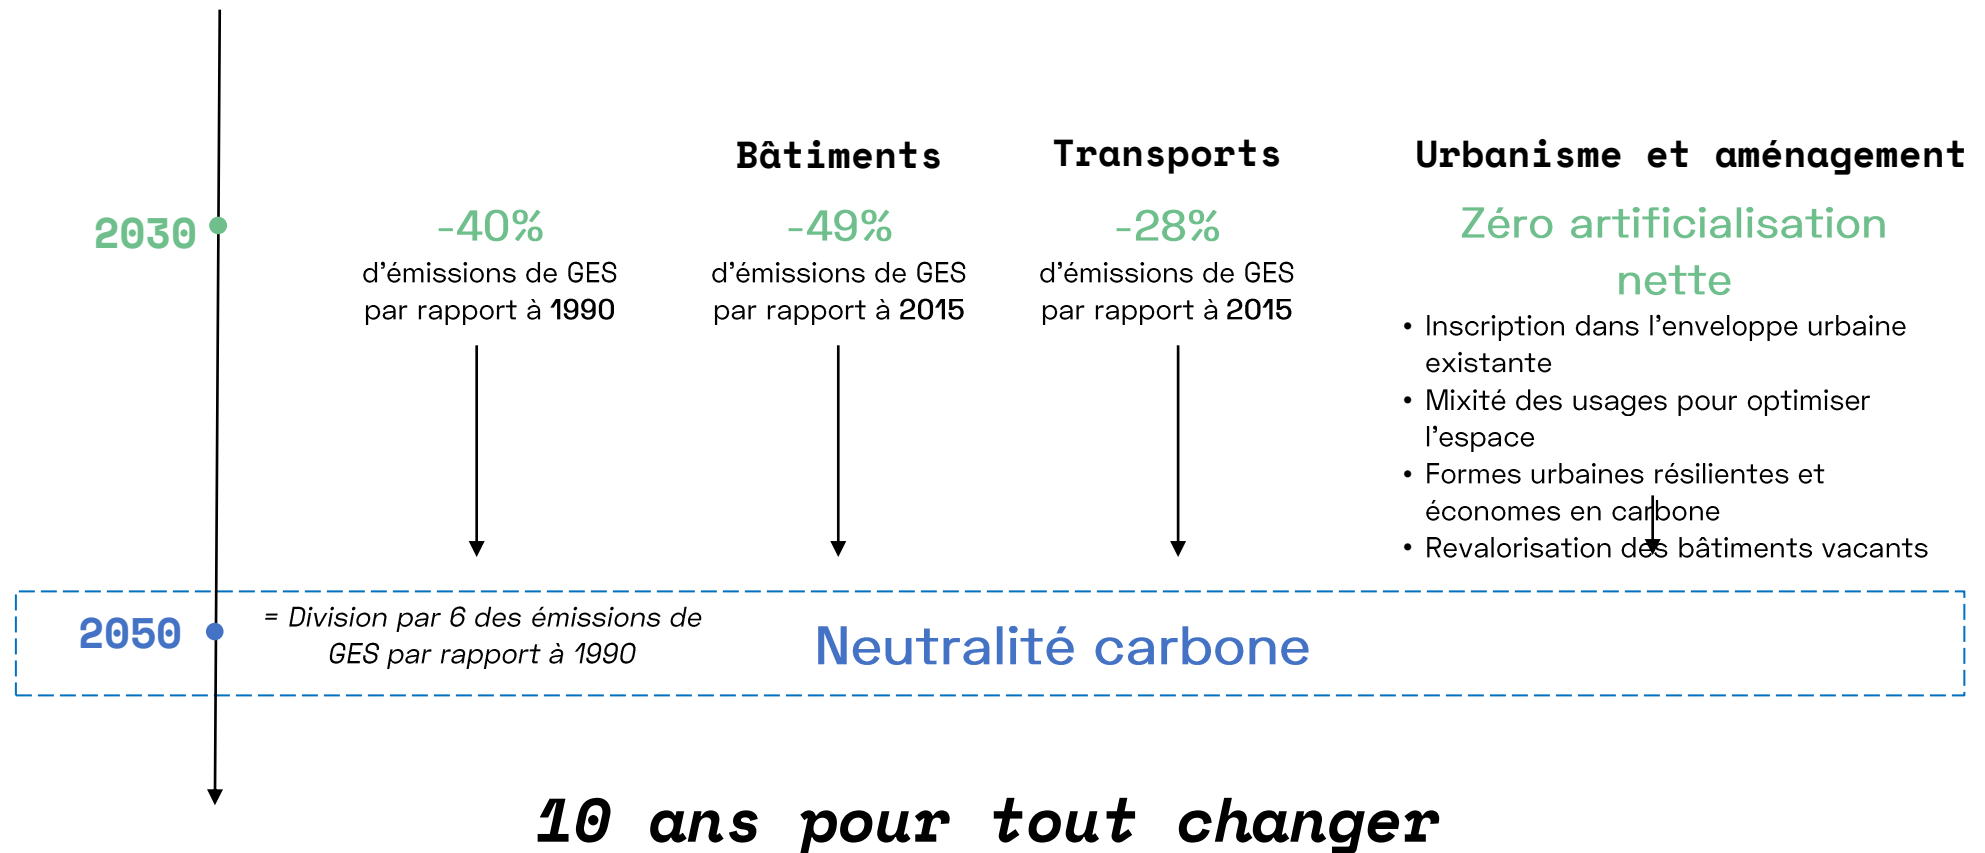 Bâtiments
Transports
Urbanisme et aménagement
2030
-40%
d’émissions de GES
par rapport à 1990
-49%
d’émissions de GES
par rapport à 2015
-28%
d’émissions de GES
par rapport à 2015
Zéro artificialisation
nette
• Inscription dans l’enveloppe urbaine
existante
• Mixité des usages pour optimiser
l’espace
• Formes urbaines résilientes et
économes en carbone
• Revalorisation des bâtiments vacants
2050
= Division par 6 des émissions de
GES par rapport à 1990
Neutralité carbone
10 ans pour tout changer